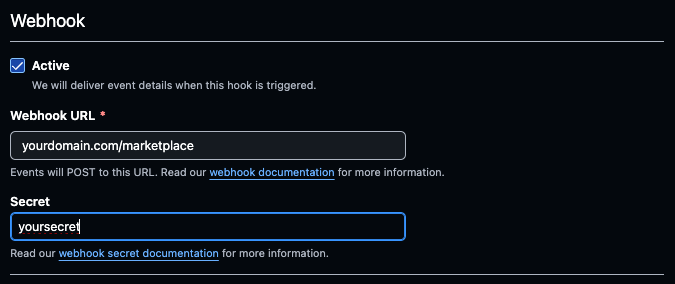 Webhook
Active
We will deliver event details when this hook is triggered.
Webhook URL *
yourdomain.com/marketplace
Events will POST to this URL. Read our webhook documentation for more information.
Secret
yoursecret
Read our webhook secret documentation for more information.